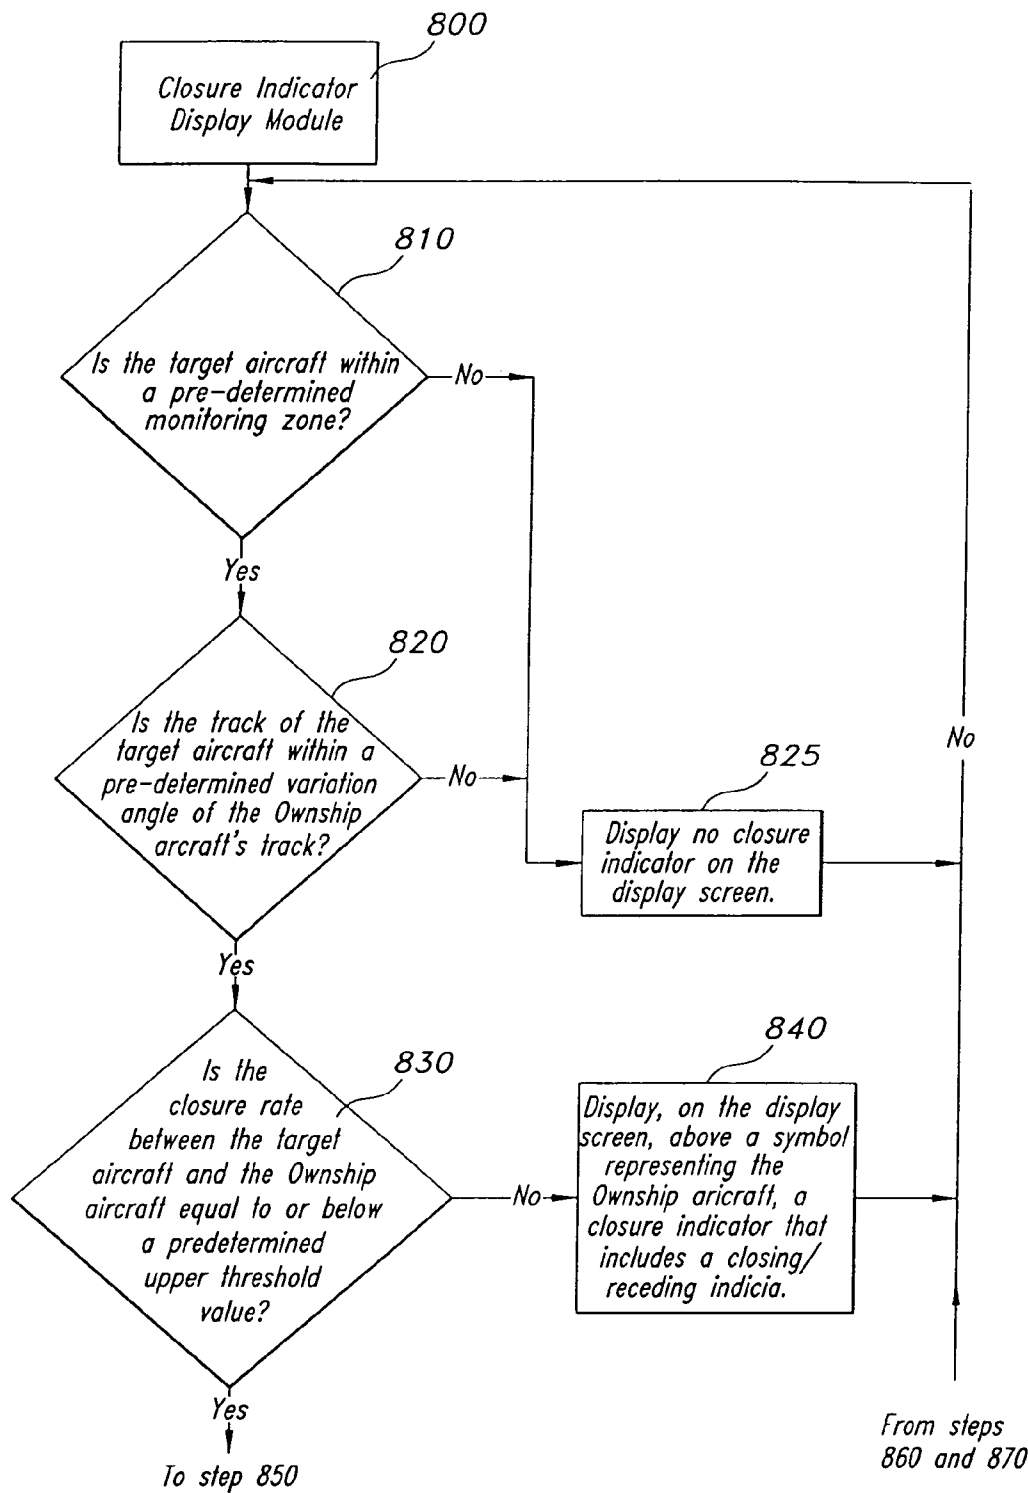 800
Closure Indicator
Display Module
810
Is the target aircraft within
a pre-determined
monitoring zone?
No
Yes
820
Is the track of the
target aircraft within a
pre-determined variation
angle of the Ownship
arcraft's track?
No
825
Display no closure
indicator on the
display screen.
No
Yes
830
Is the
closure rate
between the target
aircraft and the Ownship
aircraft equal to or below
a predetermined
upper threshold
value?
No
840
Display, on the display
screen, above a symbol
representing the
Ownship aricraft, a
closure indicator that
includes a closing/
receding indicia.
Yes
To step 850
From steps
860 and 870